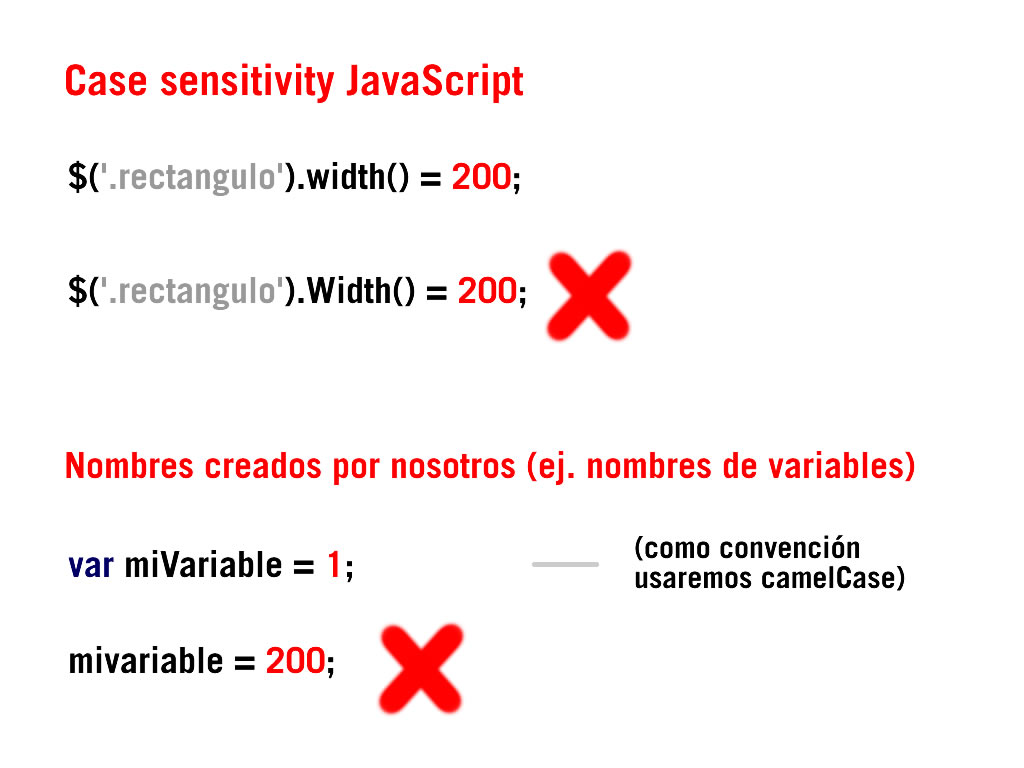 Case sensitivity JavaScript
$('.rectangulo').width() = 200;
$('.rectangulo').Width() = 200;
Nombres creados por nosotros (ej. nombres de variables)
var miVariable = 1;
(como convención
usaremos camelCase)
mivariable = 200;